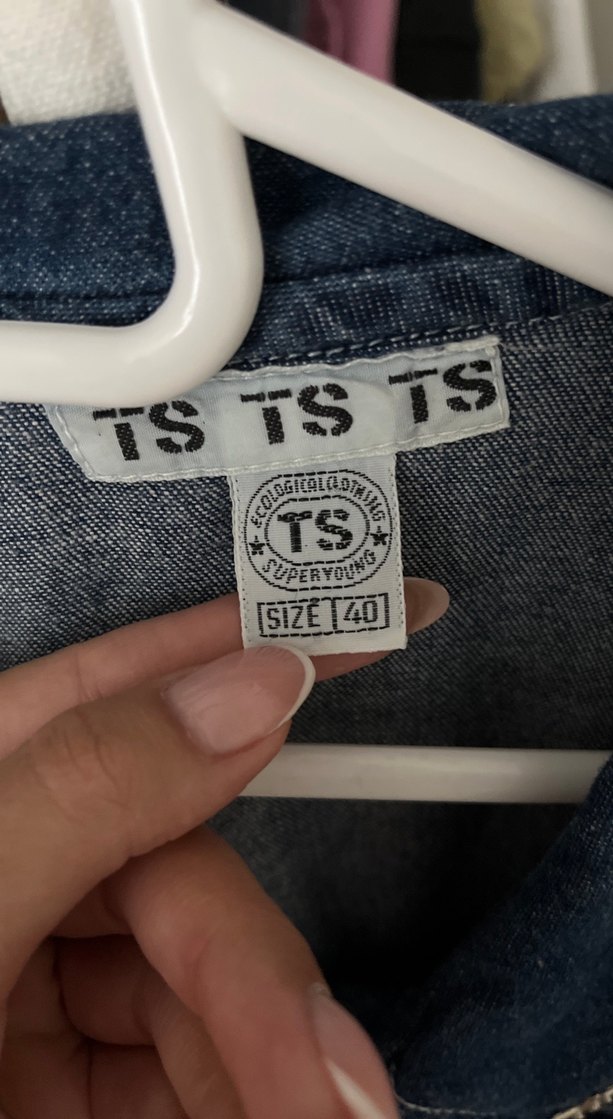 TS TS TS
ECOLOGICAL CLOTHING
TS
SUPERYOUNG
SIZE 40